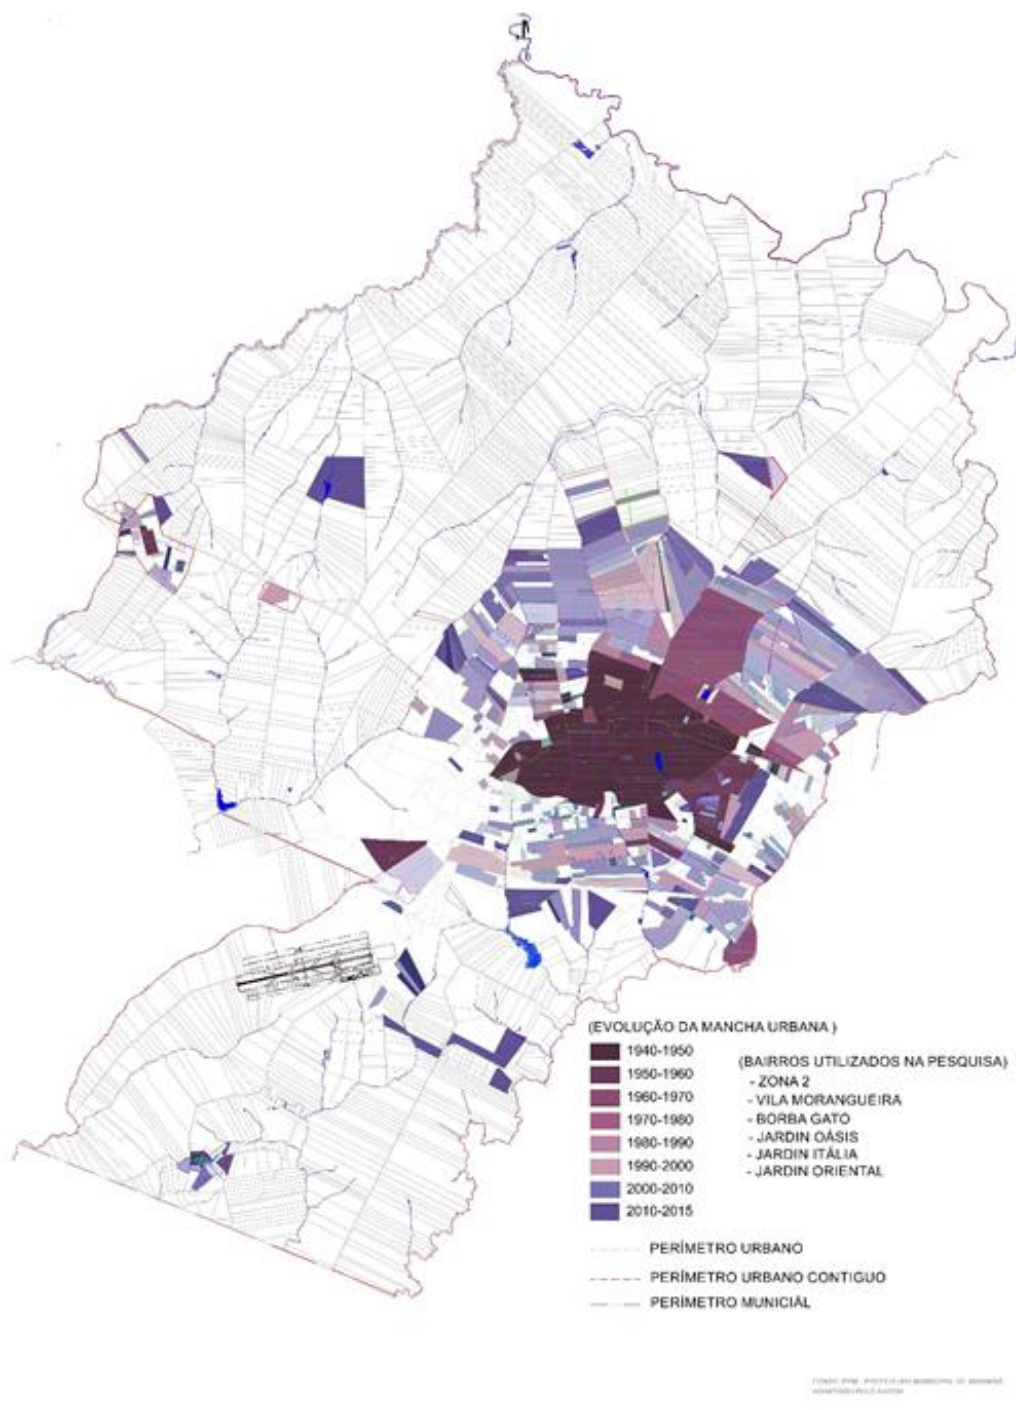 (EVOLUÇÃO DA MANCHA URBANA )
1940-1950
1950-1960
1960-1970
1970-1980
1980-1990
1990-2000
2000-2010
2010-2015
(BAIRROS UTILIZADOS NA PESQUISA)
- ZONA 2
- VILA MORANGUEIRA
- BORBA GATO
- JARDIN OÁSIS
- JARDIN ITÁLIA
- JARDIN ORIENTAL
PERÍMETRO URBANO
PERÍMETRO URBANO CONTIGUO
PERÍMETRO MUNICIÁL